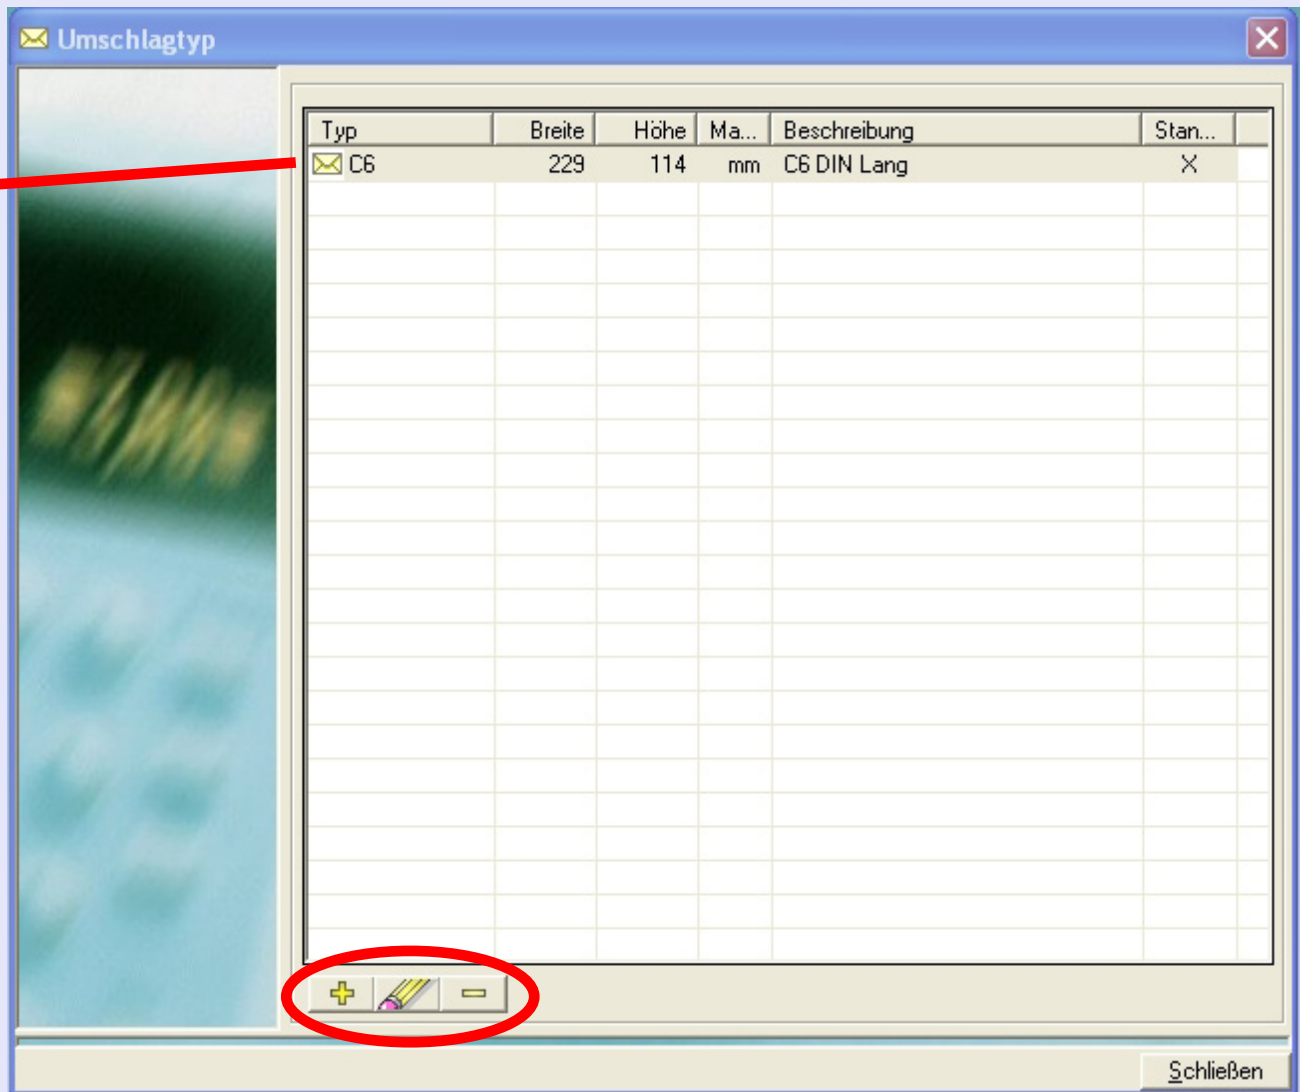 Umschlagtyp
Typ Breite Höhe Ma... Beschreibung Stan...
C6 229 114 mm C6 DIN Lang X
Schließen